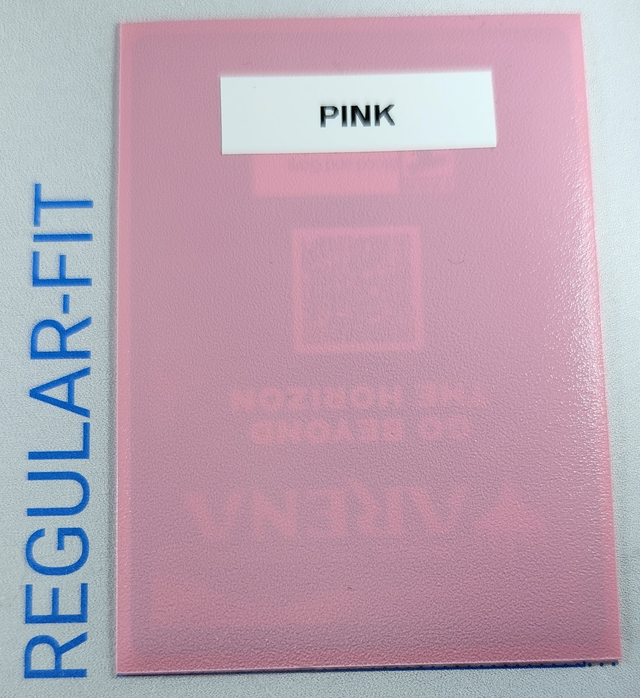 PINK
THE HORIZON
GO BEYOND
ARENA
REGULAR-FIT